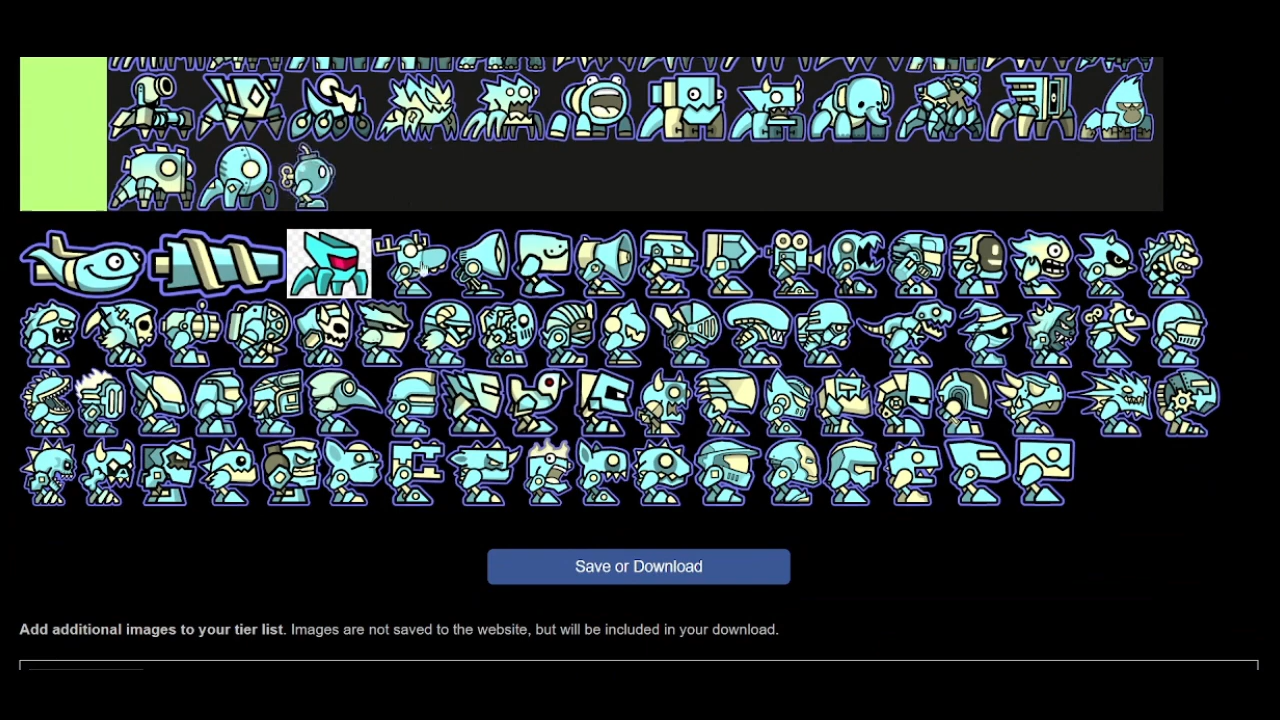 Save or Download
Add additional images to your tier list. Images are not saved to the website, but will be included in your download.